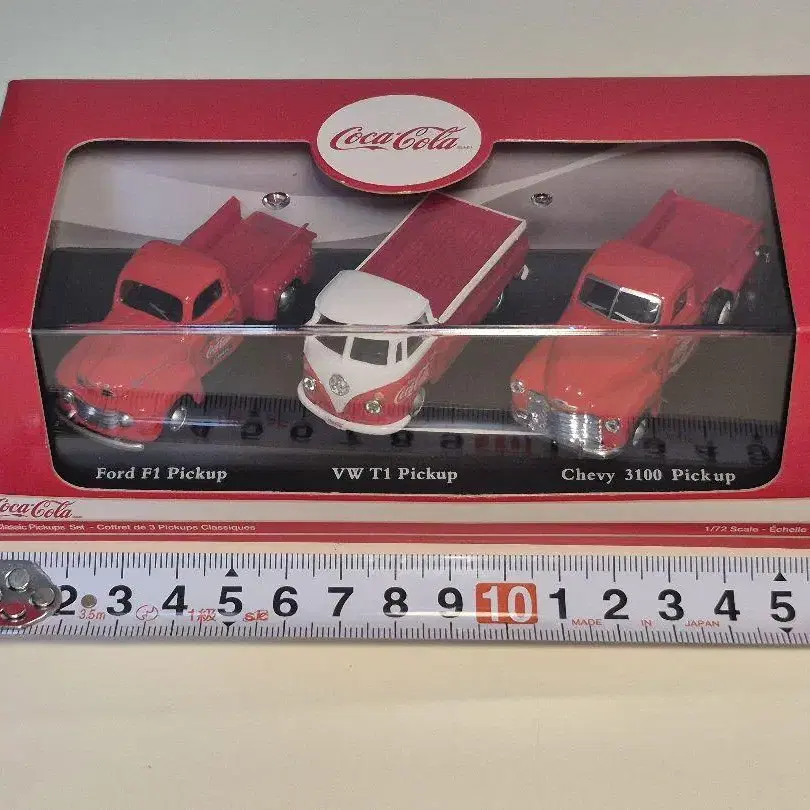 Coca-Cola
Ford F1 Pickup
VW T1 Pickup
Chevy 3100 Pickup
Coca-Cola
Classic Pickups Set - Coffret de 3 Pickups Classiques
1/72 Scale - Échelle
2 3 4 5 6 7 8 9 10 1 2 3 4 5
3.5m
1級
MADE IN JAPAN